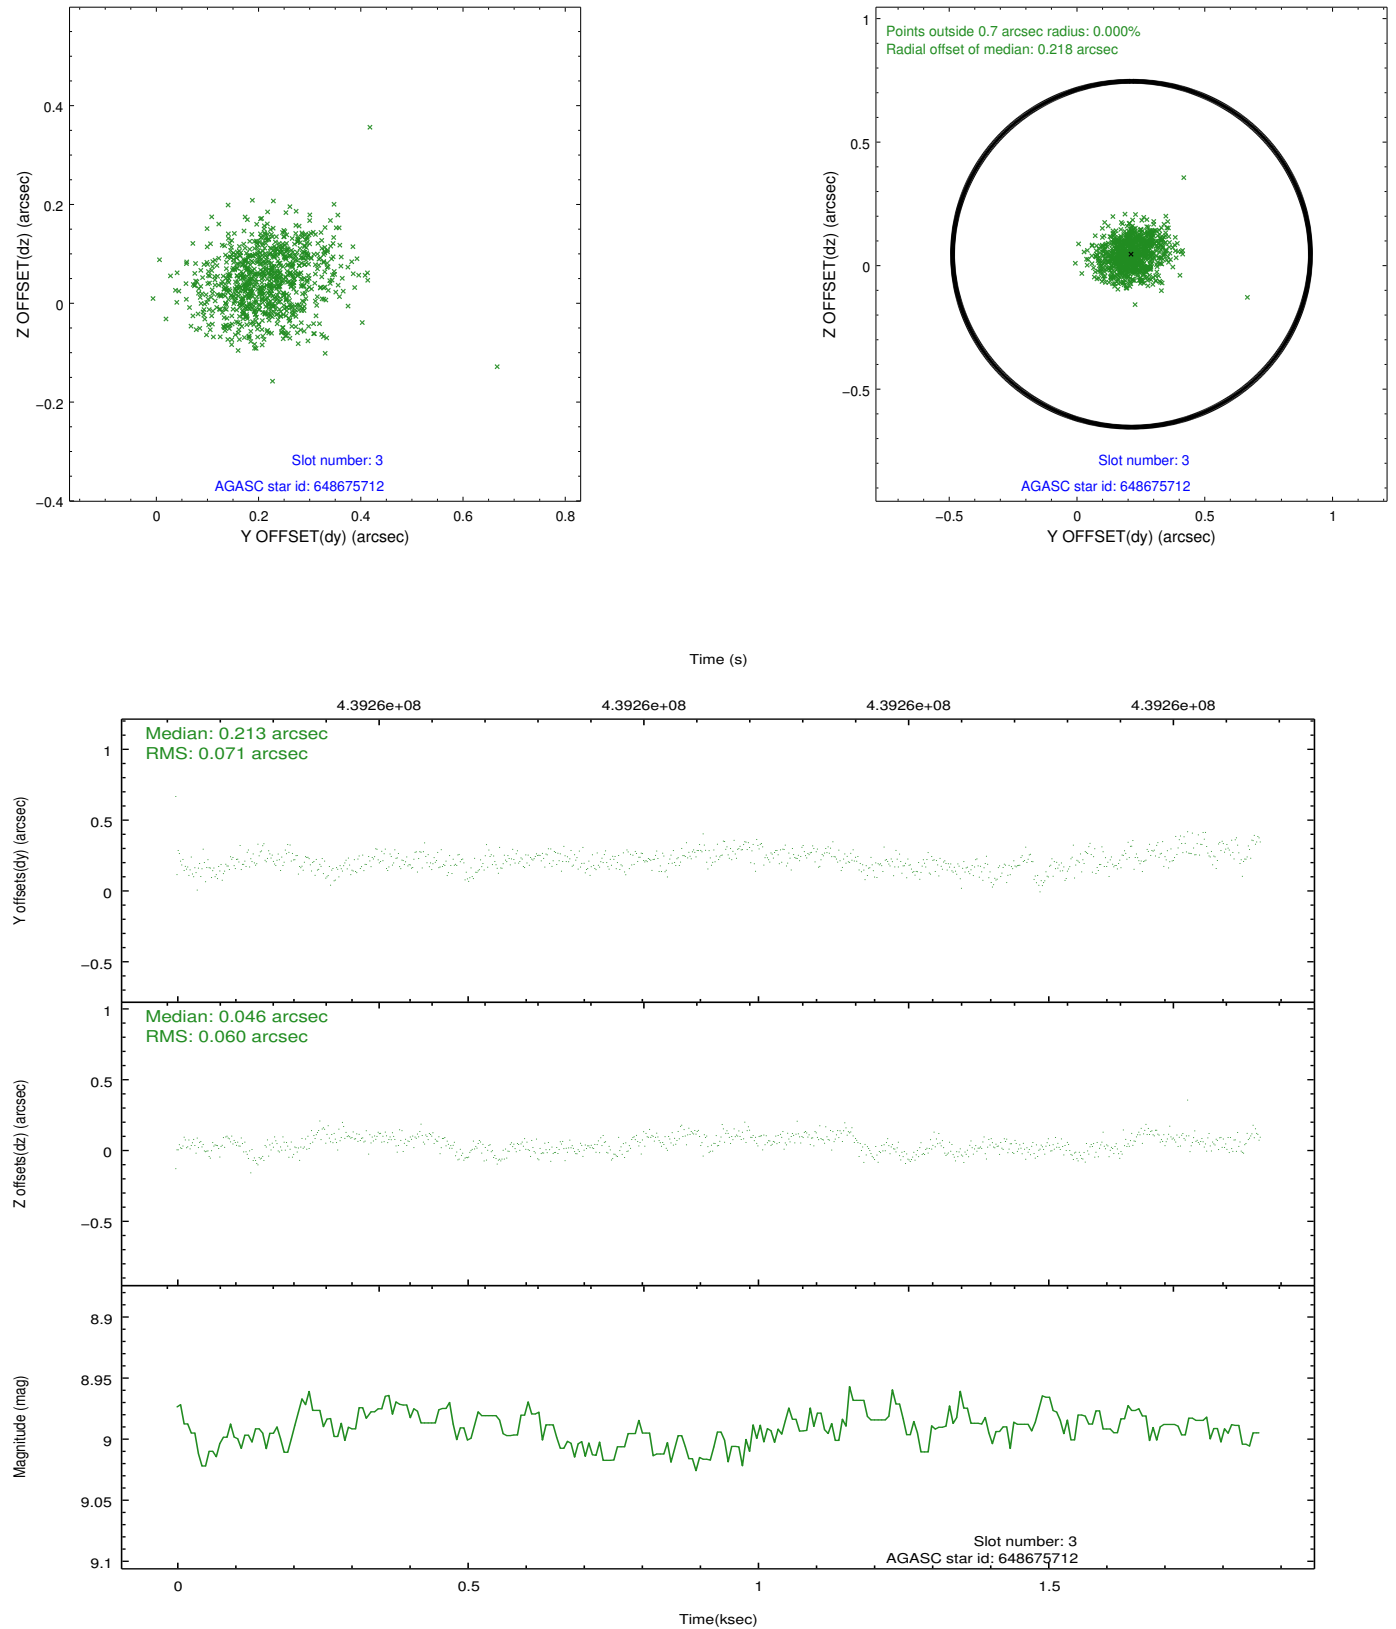 0.4
0.2
0
−0.2
−0.4
Z OFFSET(dz) (arcsec)
Slot number: 3
AGASC star id: 648675712
0 0.2 0.4 0.6 0.8
Y OFFSET(dy) (arcsec)
Points outside 0.7 arcsec radius: 0.000%
Radial offset of median: 0.218 arcsec
1
0.5
0
−0.5
Z OFFSET(dz) (arcsec)
Slot number: 3
AGASC star id: 648675712
−0.5 0 0.5 1
Y OFFSET(dy) (arcsec)
Time (s)
4.3926e+08 4.3926e+08 4.3926e+08 4.3926e+08
Median: 0.213 arcsec
RMS: 0.071 arcsec
1
0.5
0
−0.5
Y offsets(dy) (arcsec)
Median: 0.046 arcsec
RMS: 0.060 arcsec
1
0.5
0
−0.5
Z offsets(dz) (arcsec)
8.9
8.95
9
9.05
9.1
Magnitude (mag)
Slot number: 3
AGASC star id: 648675712
0 0.5 1 1.5
Time(ksec)